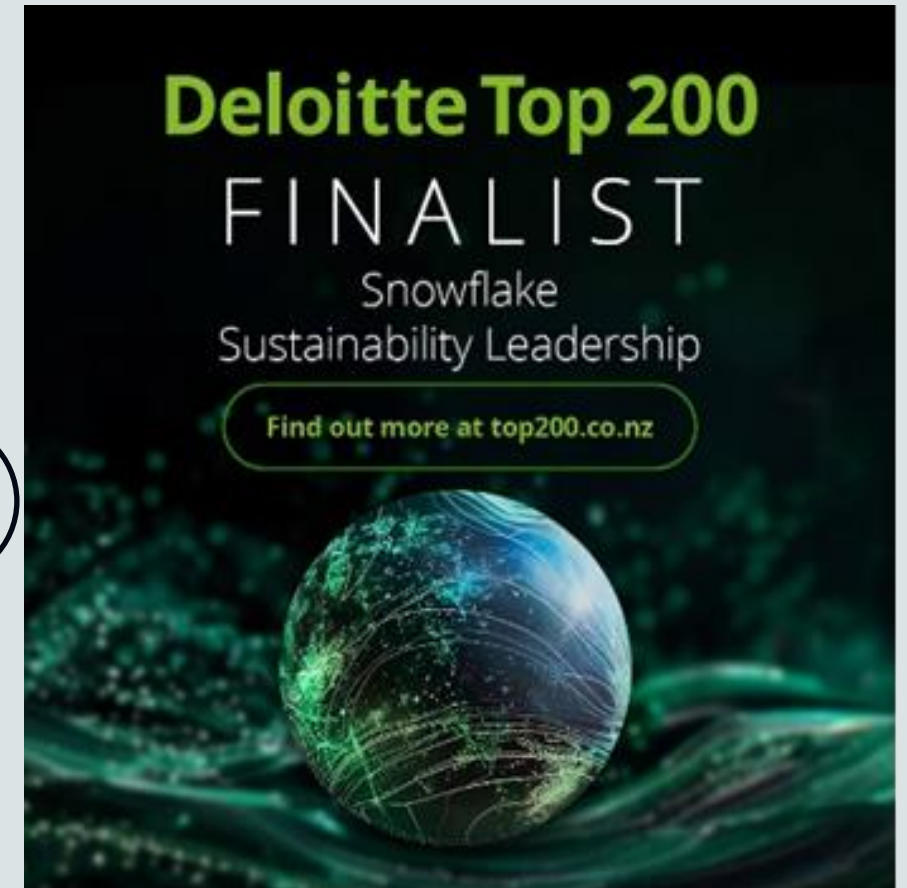 Deloitte Top 200
FINALIST
Snowflake
Sustainability Leadership
Find out more at top200.co.nz